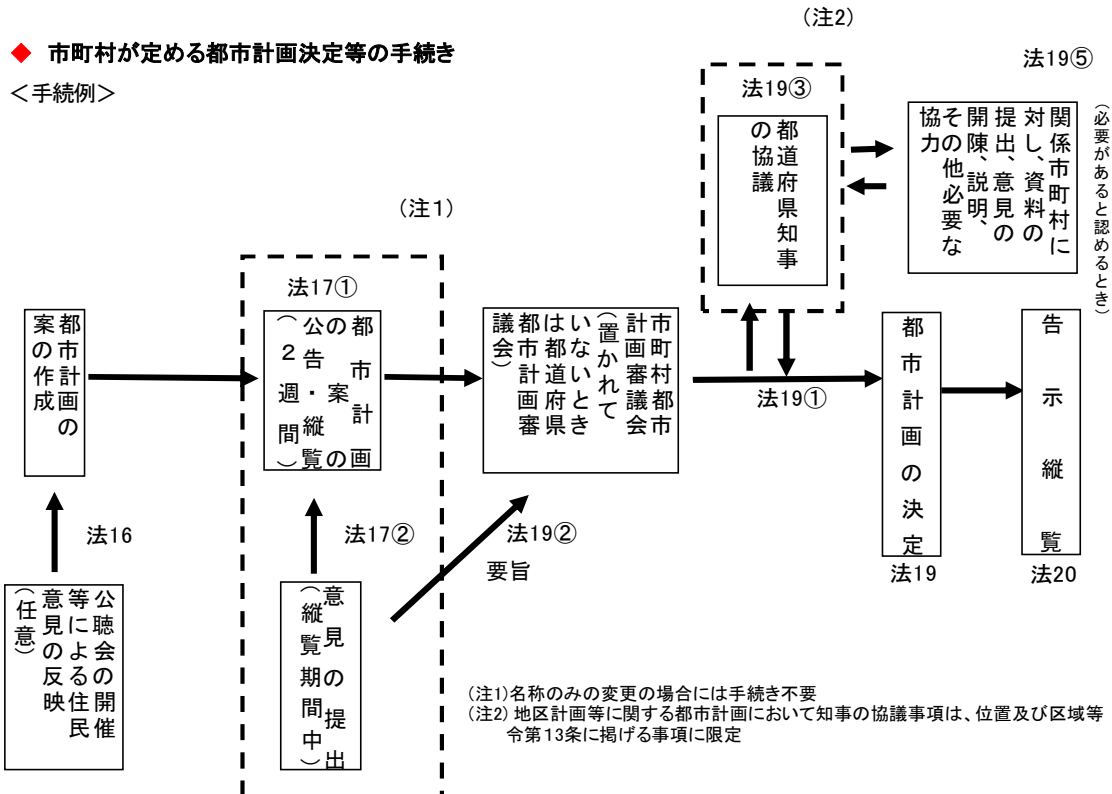 (注2)
◆ 市町村が定める都市計画決定等の手続き
<手続例>
法19⑤
法19③
都道府県知事
の協議
関係市町村に
対し、資料の
提出、意見の
開陳、説明、
その他必要な
協力
(必要があると認めるとき)
(注1)
法17①
都市計画
の案の
公告・縦覧
(2週間)
都市計画の
案の作成
市町村都市
計画審議会
(置かれて
いないとき
は都道府県
都市計画審
議会)
法19①
都市計画の決定
法19
告示縦覧
法20
法16
法17②
法19②
要旨
公聴会の開催
等による住民
意見の反映
(任意)
意見の提出
(縦覧期間中)
(注1)名称のみの変更の場合には手続き不要
(注2)地区計画等に関する都市計画において知事の協議事項は、位置及び区域等
令第13条に掲げる事項に限定